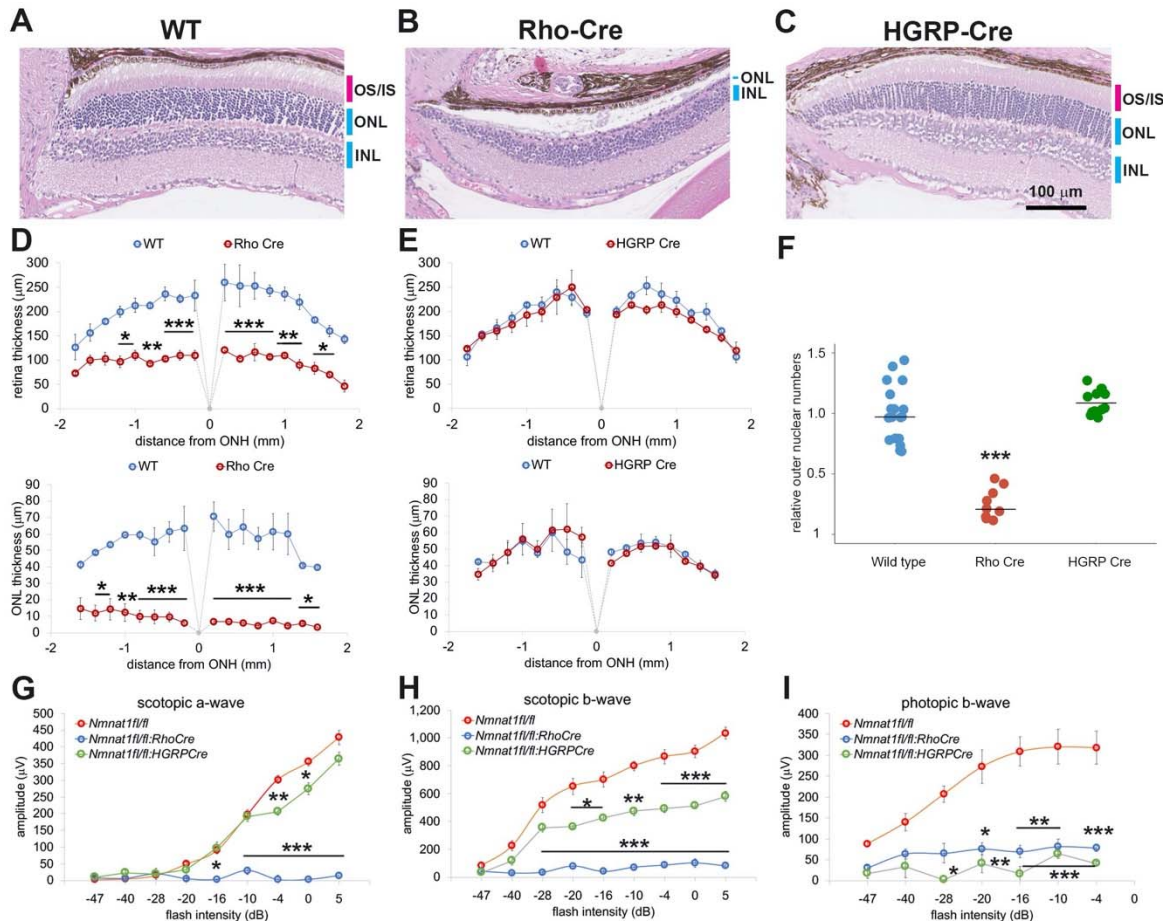 A
WT
OS/IS
ONL
INL
B
Rho-Cre
ONL
INL
C
HGRP-Cre
OS/IS
ONL
INL
100 μm
D
WT
Rho Cre
retina thickness (μm)
300
250
200
150
100
50
0
*
**
***
***
**
*
-2
-1
0
1
2
distance from ONH (mm)
WT
Rho Cre
ONL thickness (μm)
90
80
70
60
50
40
30
20
10
0
*
**
***
***
*
-2
-1
0
1
2
distance from ONH (mm)
E
WT
HGRP Cre
retina thickness (μm)
300
250
200
150
100
50
0
-2
-1
0
1
2
distance from ONH (mm)
WT
HGRP Cre
ONL thickness (μm)
90
80
70
60
50
40
30
20
10
0
-2
-1
0
1
2
distance from ONH (mm)
F
relative outer nuclear numbers
1.5
1.0
0.5
1
***
Wild type
Rho Cre
HGRP Cre
G
scotopic a-wave
Nmnat1fl/fl
Nmnat1fl/fl:RhoCre
Nmnat1fl/fl:HGRPCre
amplitude (μV)
500
450
400
350
300
250
200
150
100
50
0
*
**
*
***
-47
-40
-28
-20
-16
-10
-4
0
5
flash intensity (dB)
H
scotopic b-wave
Nmnat1fl/fl
Nmnat1fl/fl:RhoCre
Nmnat1fl/fl:HGRPCre
amplitude (μV)
1,200
1,000
800
600
400
200
0
*
**
***
***
-47
-40
-28
-20
-16
-10
-4
0
5
flash intensity (dB)
I
photopic b-wave
Nmnat1fl/fl
Nmnat1fl/fl:RhoCre
Nmnat1fl/fl:HGRPCre
amplitude (μV)
450
400
350
300
250
200
150
100
50
0
*
**
***
*
**
***
-47
-40
-28
-20
-16
-10
-4
0
flash intensity (dB)